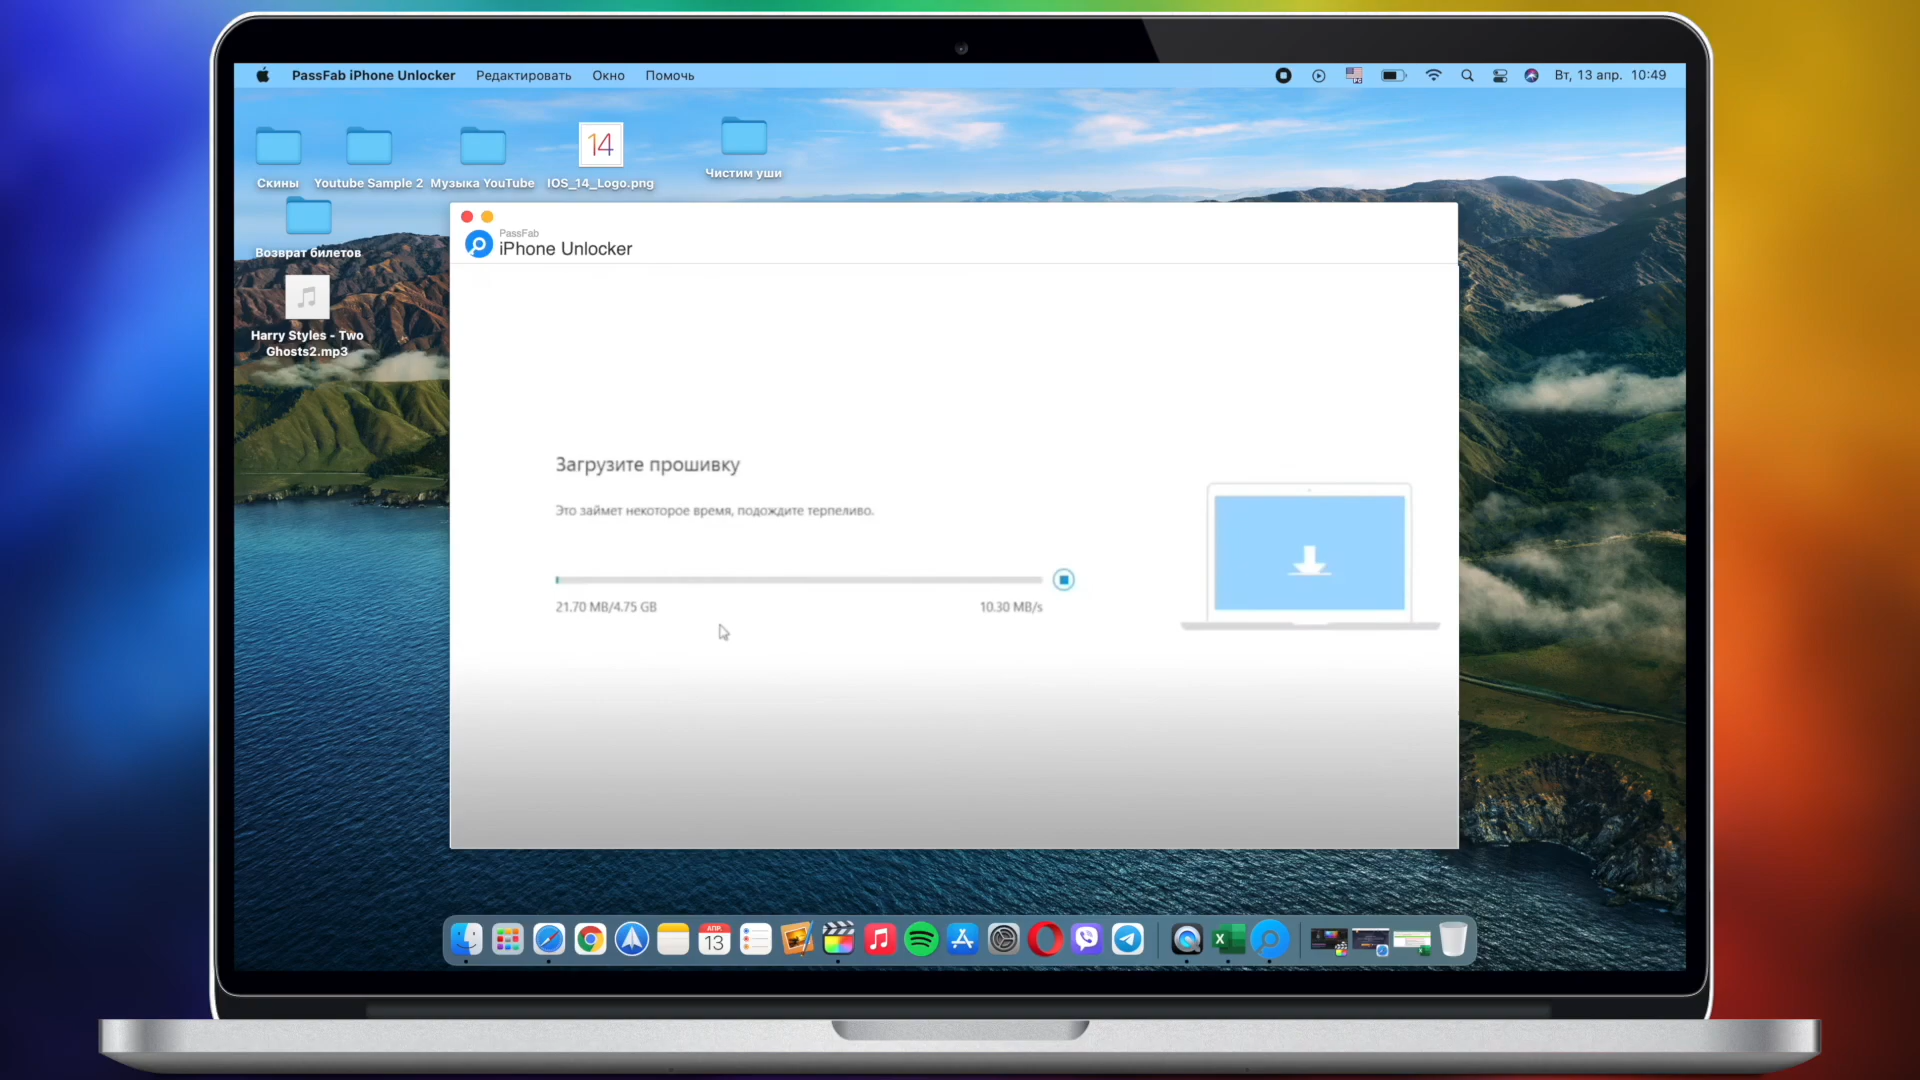 PassFab iPhone Unlocker Редактировать Окно Помочь
Вт, 13 апр. 10:49
14
Скины
Youtube Sample 2
Музыка YouTube
IOS_14_Logo.png
Чистим уши
Возврат билетов
Harry Styles - Two
Ghosts2.mp3
PassFab
iPhone Unlocker
Загрузите прошивку
Это займет некоторое время, подождите терпеливо.
21.70 MB/4.75 GB
10.30 MB/s
АПР.
13
X